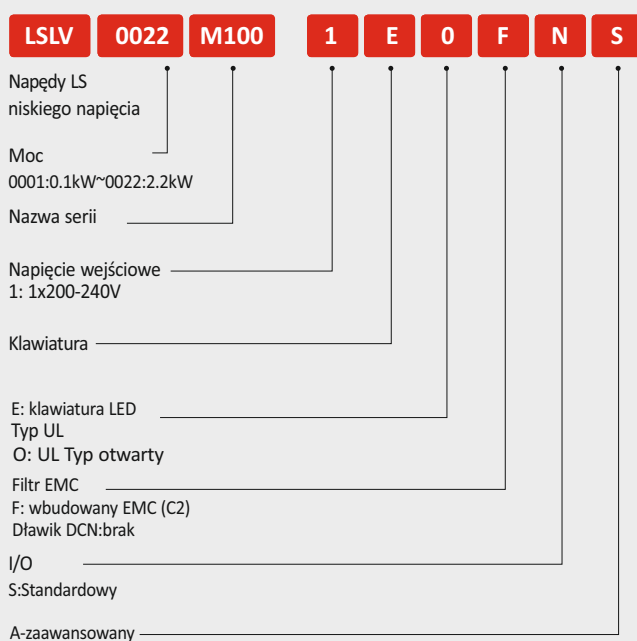 LSLV 0022 M100 1 E 0 F N S
Napędy LS
niskiego napięcia
Moc
0001:0.1kW~0022:2.2kW
Nazwa serii
Napięcie wejściowe
1: 1x200-240V
Klawiatura
E: klawiatura LED
Typ UL
O: UL Typ otwarty
Filtr EMC
F: wbudowany EMC (C2)
Dławik DCN:brak
I/O
S:Standardowy
A-zaawansowany